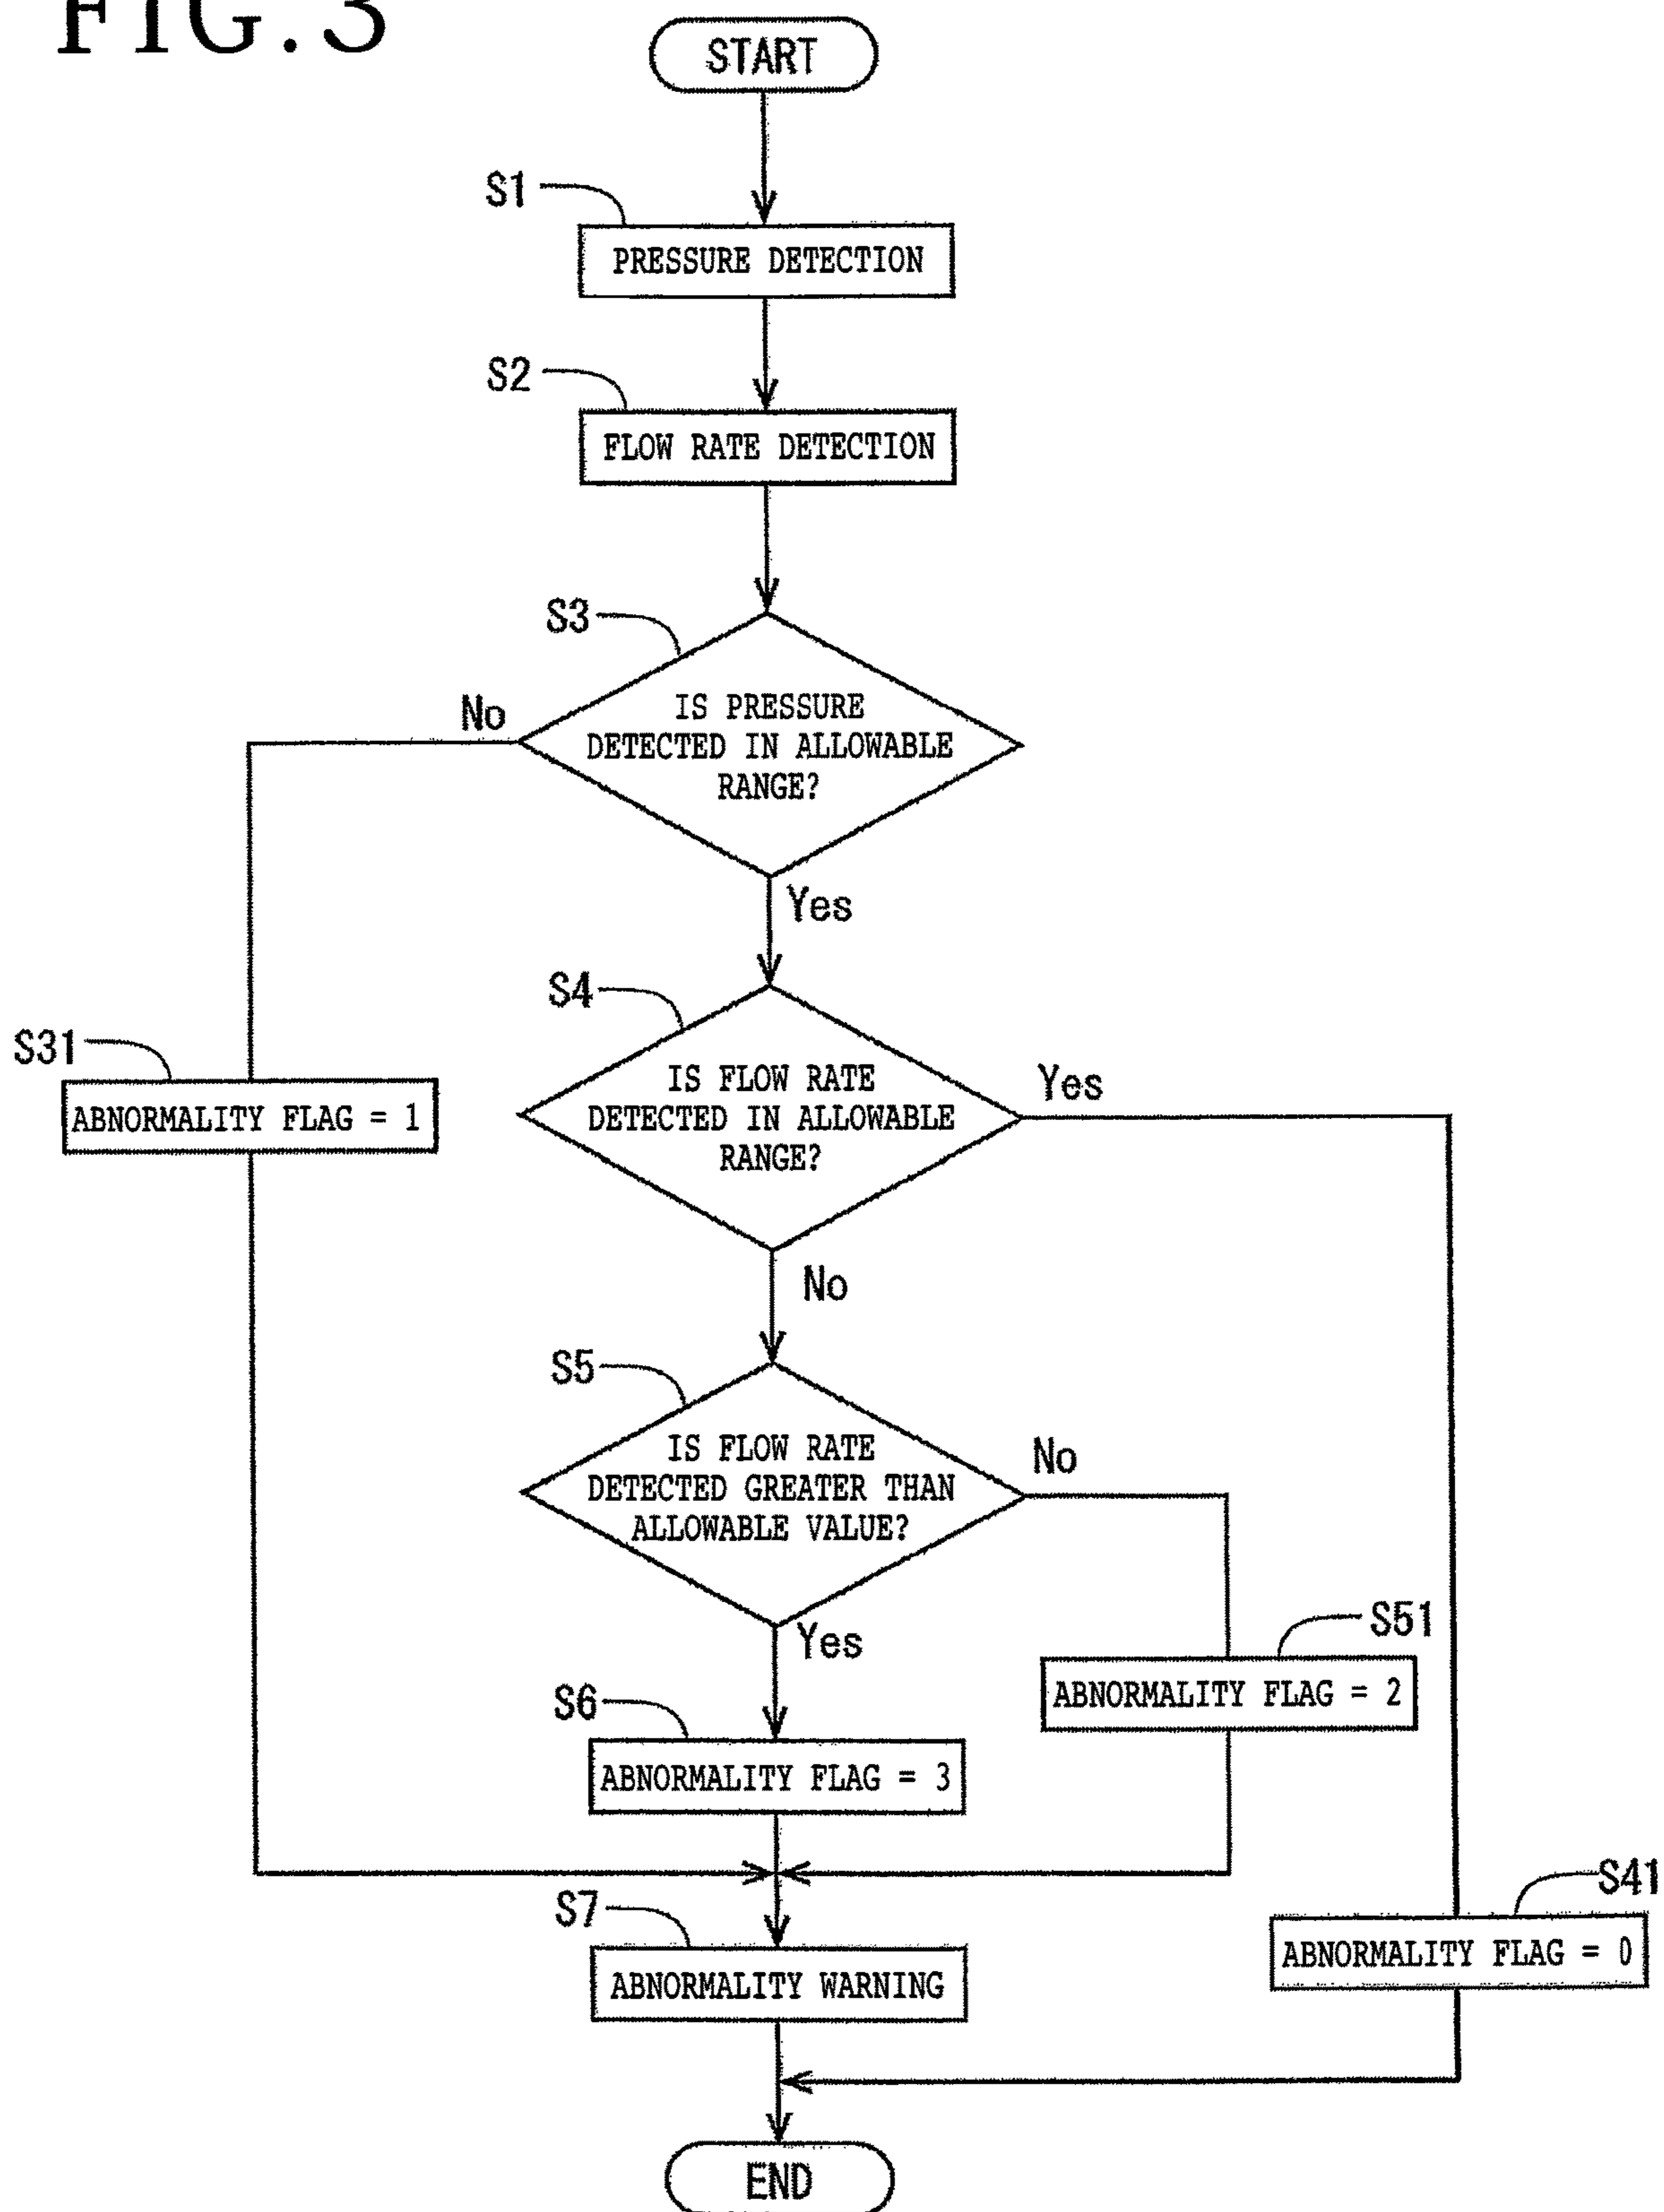 FIG.3
START
S1
PRESSURE DETECTION
S2
FLOW RATE DETECTION
S3
IS PRESSURE
DETECTED IN ALLOWABLE
RANGE?
No
Yes
S4
IS FLOW RATE
DETECTED IN ALLOWABLE
RANGE?
Yes
S31
ABNORMALITY FLAG = 1
No
S5
IS FLOW RATE
DETECTED GREATER THAN
ALLOWABLE VALUE?
No
Yes
S51
ABNORMALITY FLAG = 2
S6
ABNORMALITY FLAG = 3
S41
ABNORMALITY FLAG = 0
S7
ABNORMALITY WARNING
END